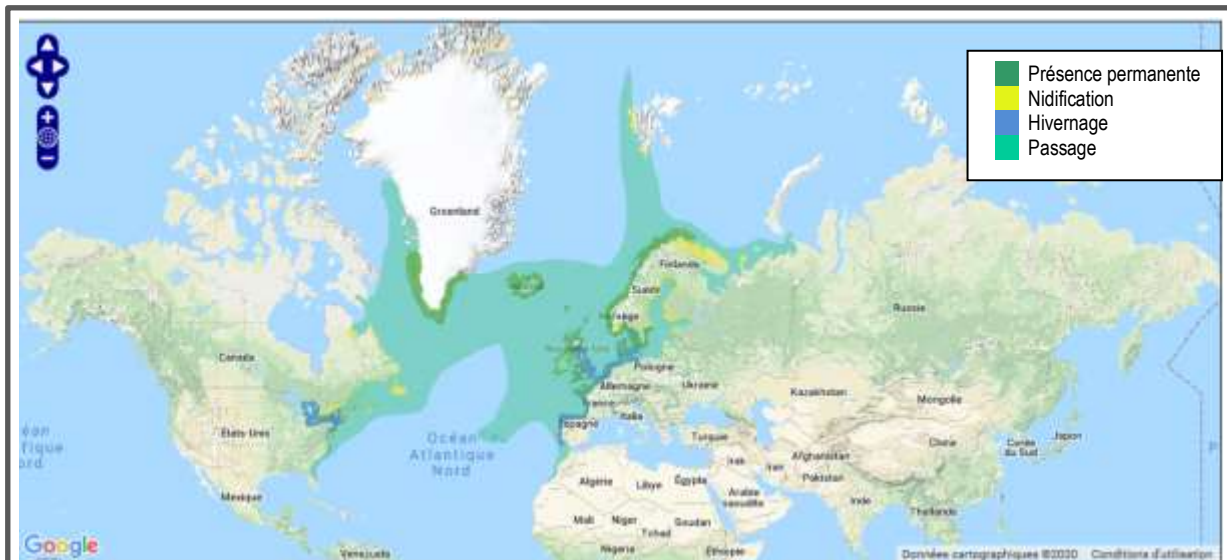 Présence permanente
Nidification
Hivernage
Passage
Groenland
Finlande
Suède
Norvège
Russie
Canada
Pologne
Allemagne
Ukraine
France
Kazakhstan
Mongolie
Italia
Espagne
États-Unis
Océan
Atlantique
Nord
Turquie
Chine
Corée
du Sud
Japon
Afghanistan
Irak
Iran
Pakistan
Algérie
Libye
Égypte
Arabie
saoudite
Inde
Mexique
Mali
Niger
Tchad
Soudan
Thaïlande
Nigeria
Éthiopie
Venezuela
Google
Données cartographiques ©2020
Conditions d'utilisation